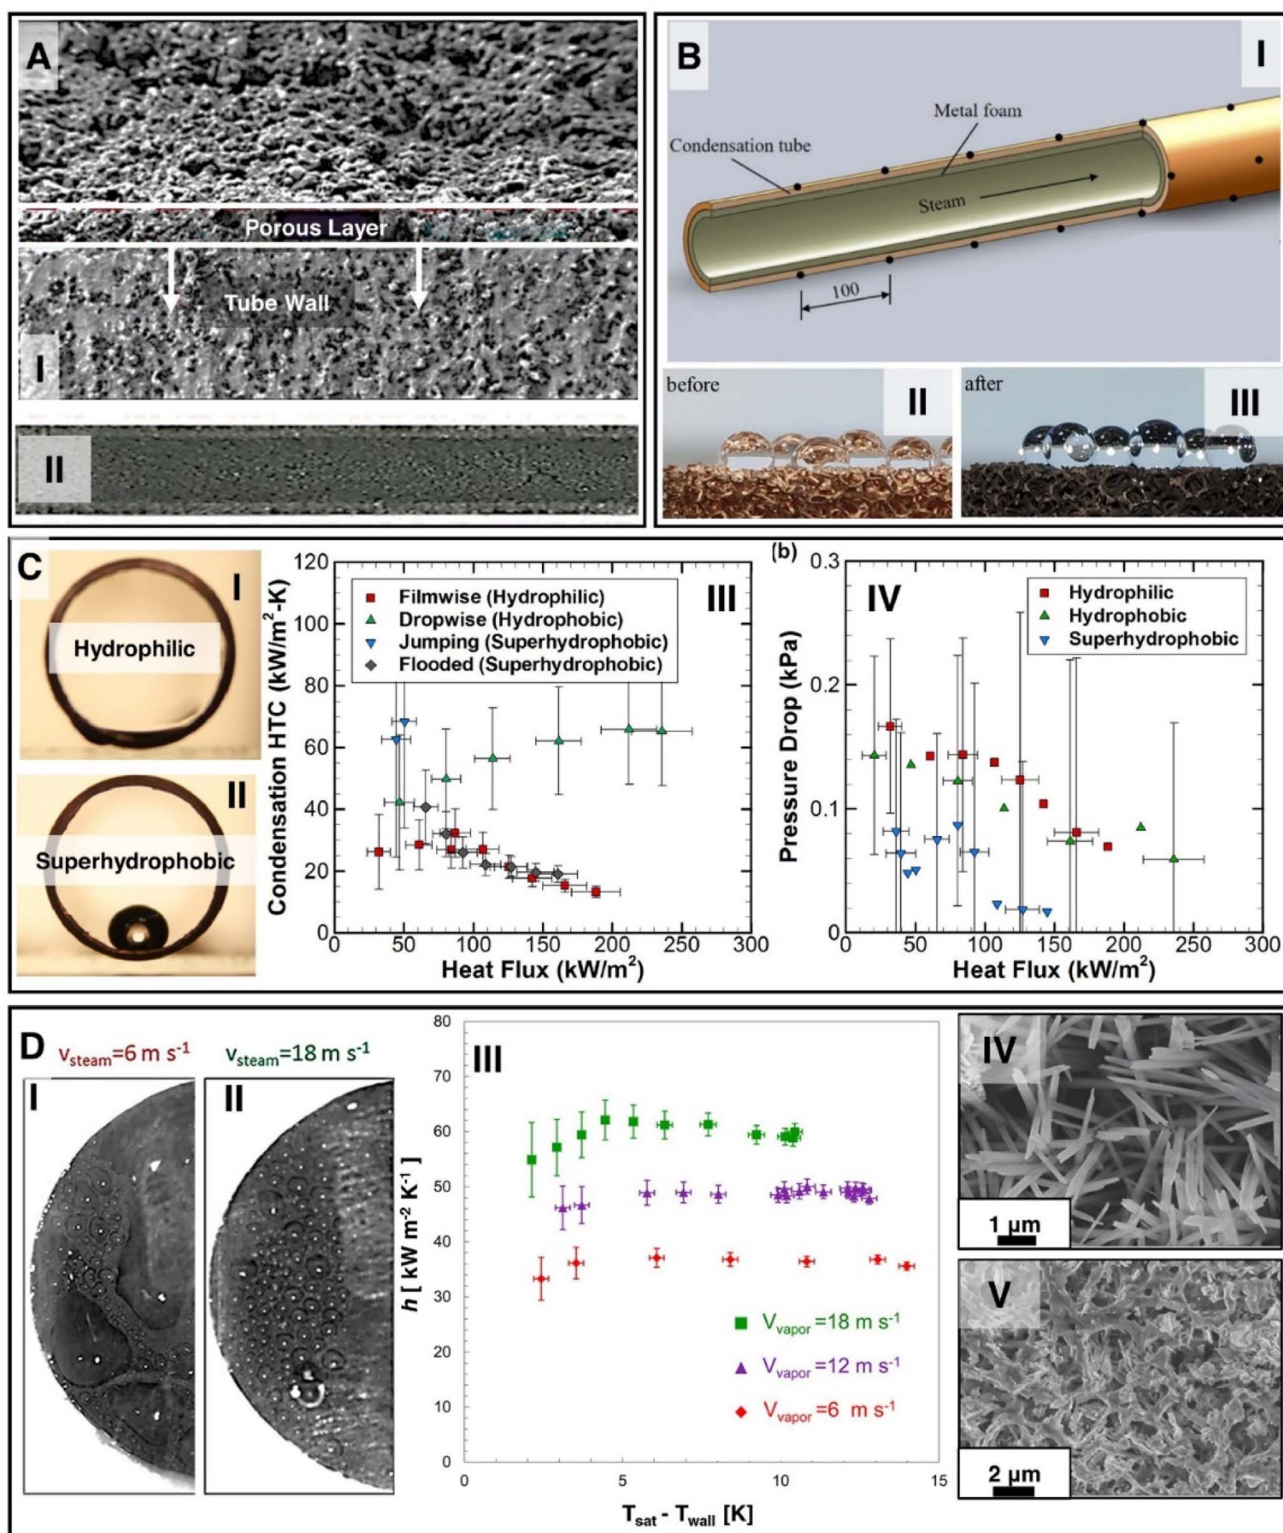 A
Porous Layer
Tube Wall
I
II
B
I
Metal foam
Condensation tube
Steam
100
before
II
after
III
C
I
Hydrophilic
II
Superhydrophobic
III
Filmwise (Hydrophilic)
Dropwise (Hydrophobic)
Jumping (Superhydrophobic)
Flooded (Superhydrophobic)
Condensation HTC (kW/m²-K)
120
100
80
60
40
20
0
0 50 100 150 200 250 300
Heat Flux (kW/m²)
(b)
IV
Hydrophilic
Hydrophobic
Superhydrophobic
Pressure Drop (kPa)
0.3
0.2
0.1
0
0 50 100 150 200 250 300
Heat Flux (kW/m²)
D
v_steam=6 m s⁻¹
v_steam=18 m s⁻¹
I
II
III
h [ kW m⁻² K⁻¹]
80
70
60
50
40
30
20
10
0
V_vapor=18 m s⁻¹
V_vapor=12 m s⁻¹
V_vapor=6 m s⁻¹
0 5 10 15
T_sat - T_wall [K]
IV
1 µm
V
2 µm